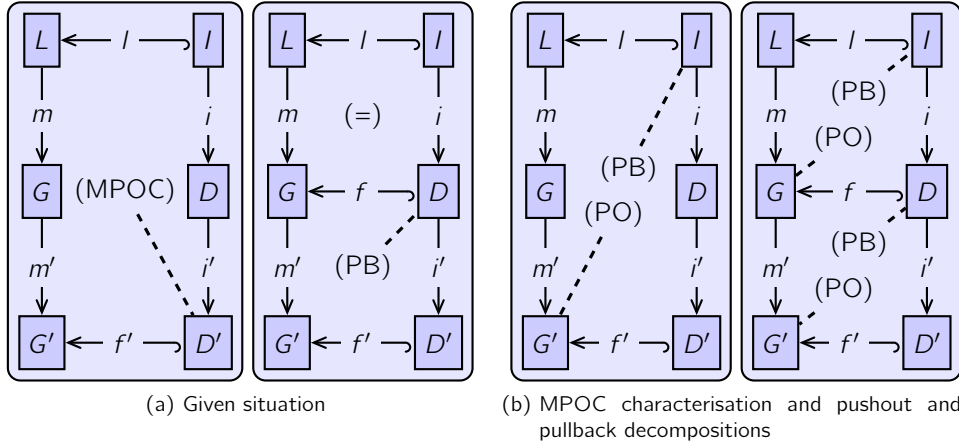 L l I L l I L l I L l I
m i m (=) i m i m (PB) i
(PB) (PO)
G (MPOC) D G f D G (PO) D G f D
m′ i′ m′ (PB) i′ m′ i′ m′ (PB) i′
(PO)
G′ f′ D′ G′ f′ D′ G′ f′ D′ G′ f′ D′
(a) Given situation
(b) MPOC characterisation and pushout and
pullback decompositions